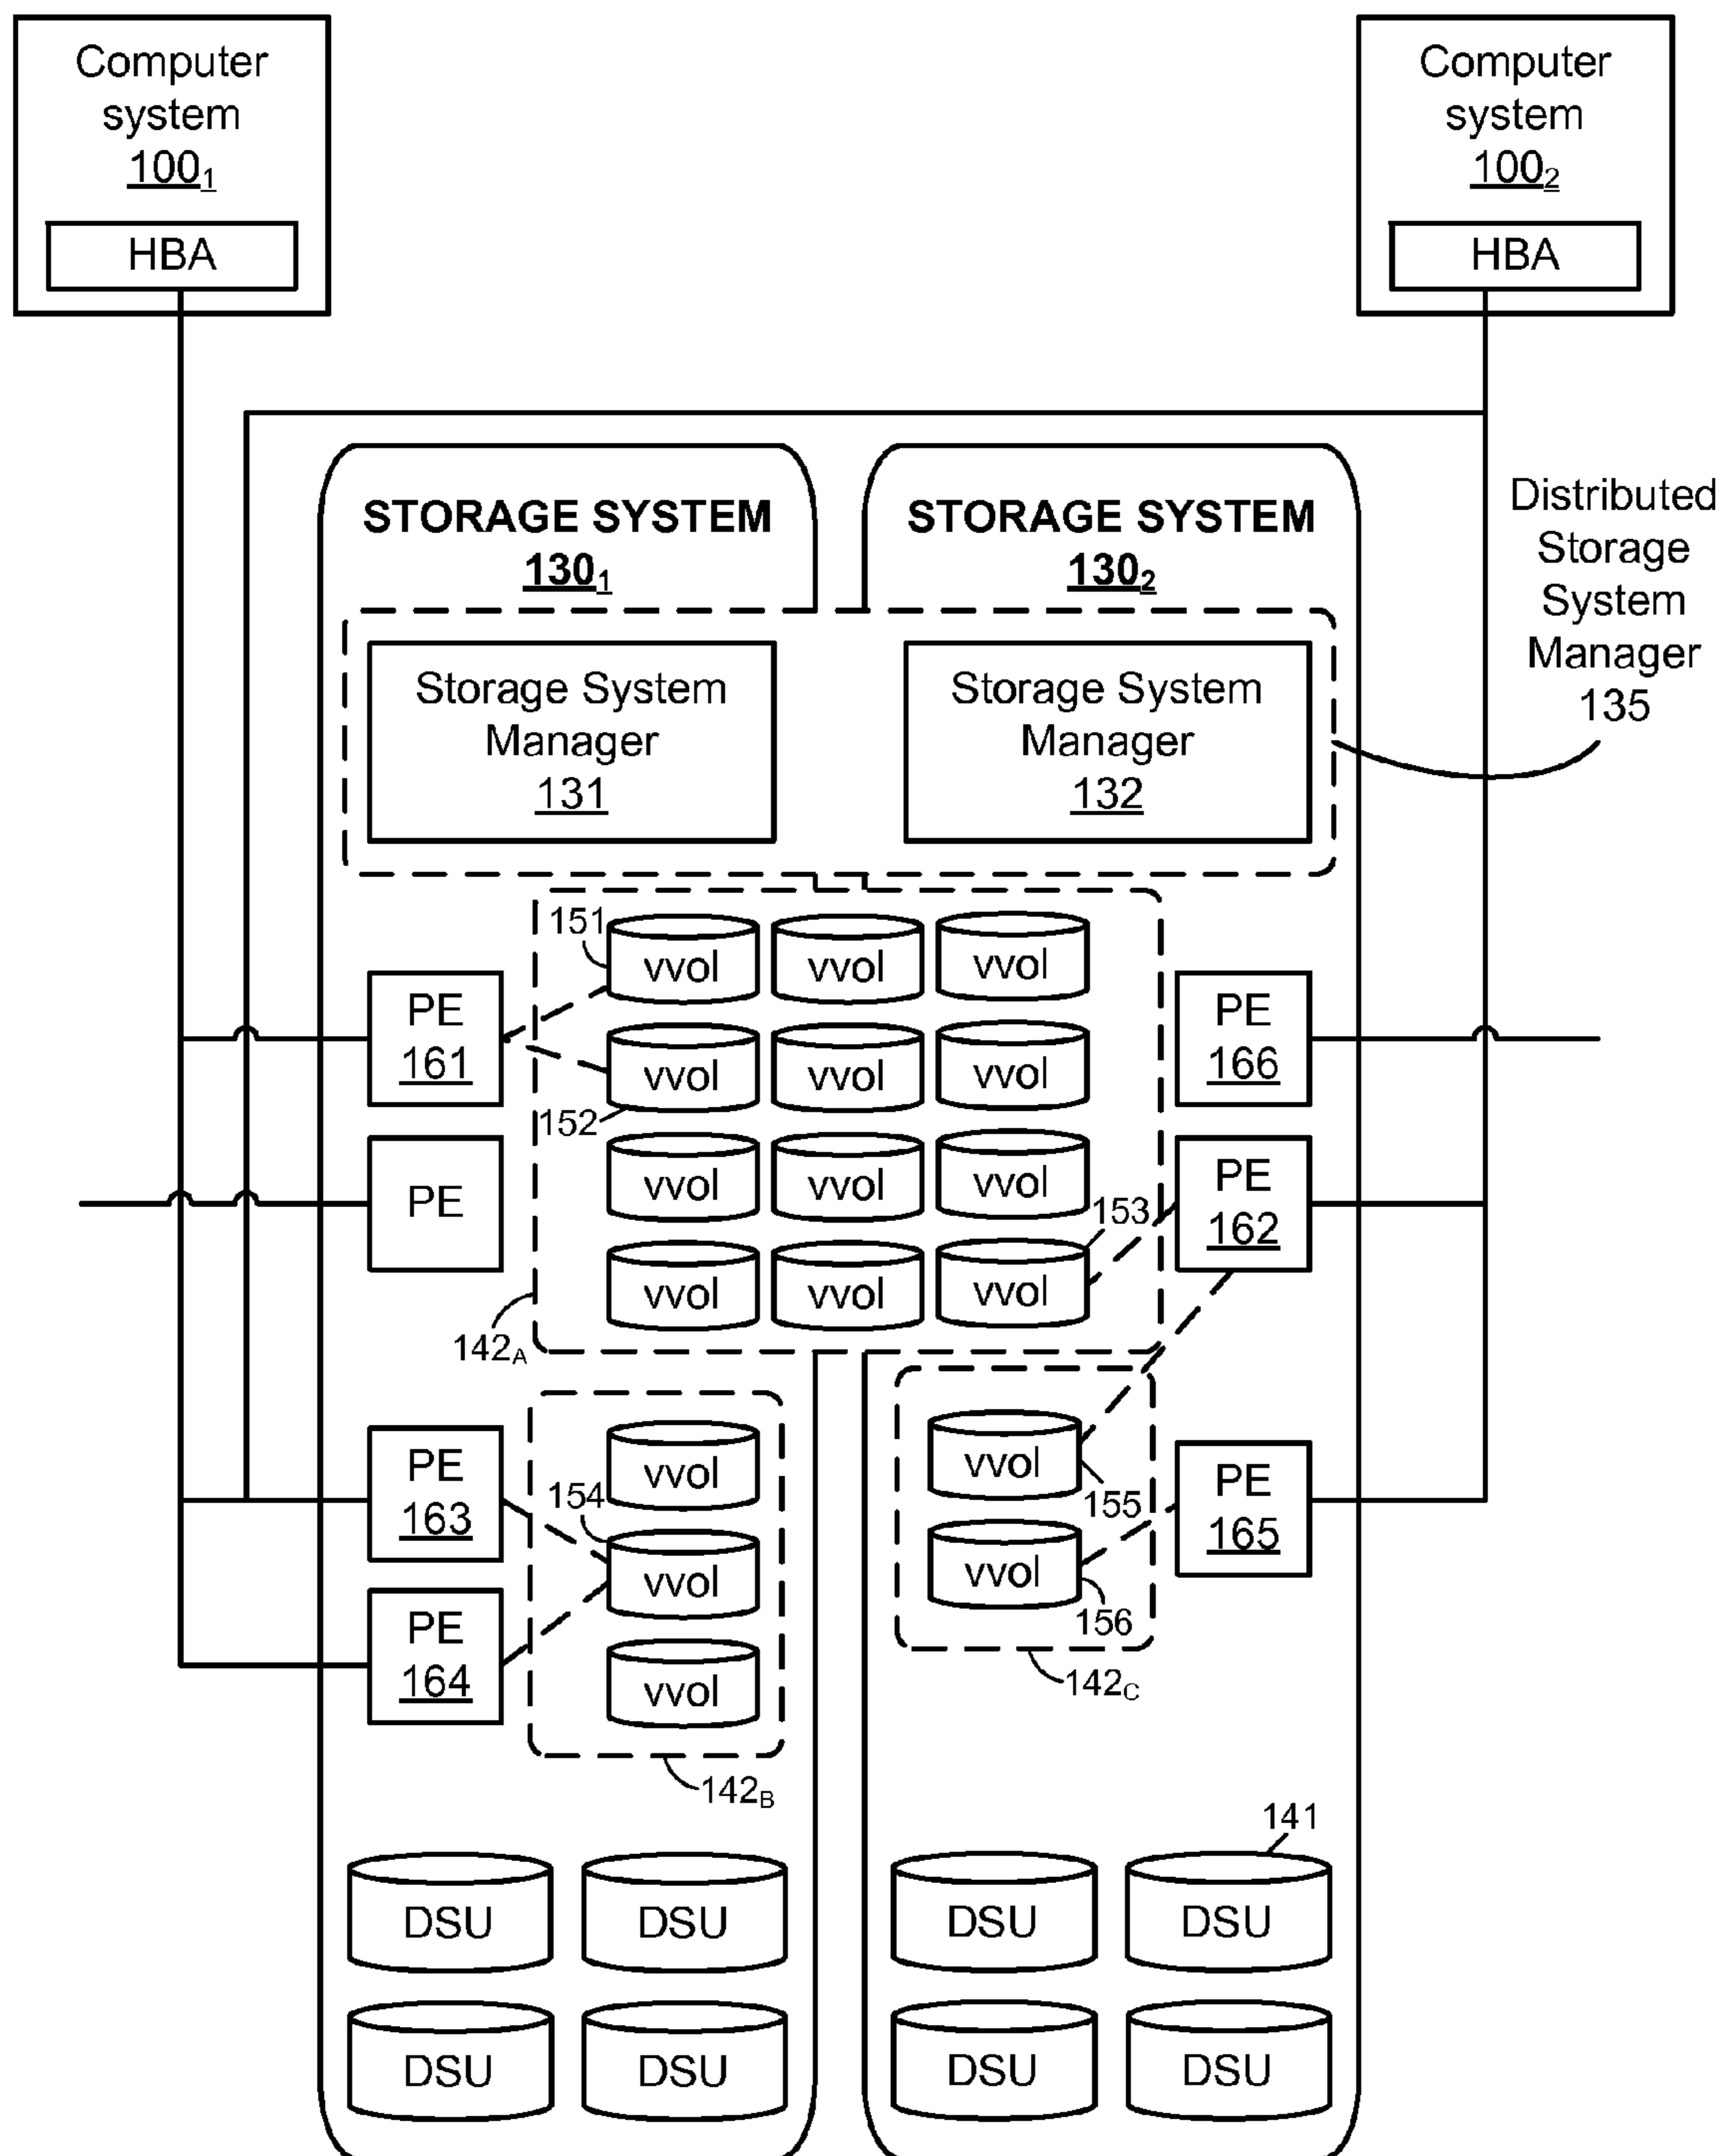 Computer
system
100₁
HBA
Computer
system
100₂
HBA
STORAGE SYSTEM
130₁
STORAGE SYSTEM
130₂
Distributed
Storage
System
Manager
135
Storage System
Manager
131
Storage System
Manager
132
151
vvol
vvol
vvol
PE
161
PE
166
vvol
vvol
vvol
152
PE
PE
162
vvol
vvol
vvol
153
vvol
vvol
vvol
142A
PE
163
vvol
vvol
155
PE
165
154
vvol
vvol
156
PE
164
vvol
142C
142B
141
DSU
DSU
DSU
DSU
DSU
DSU
DSU
DSU